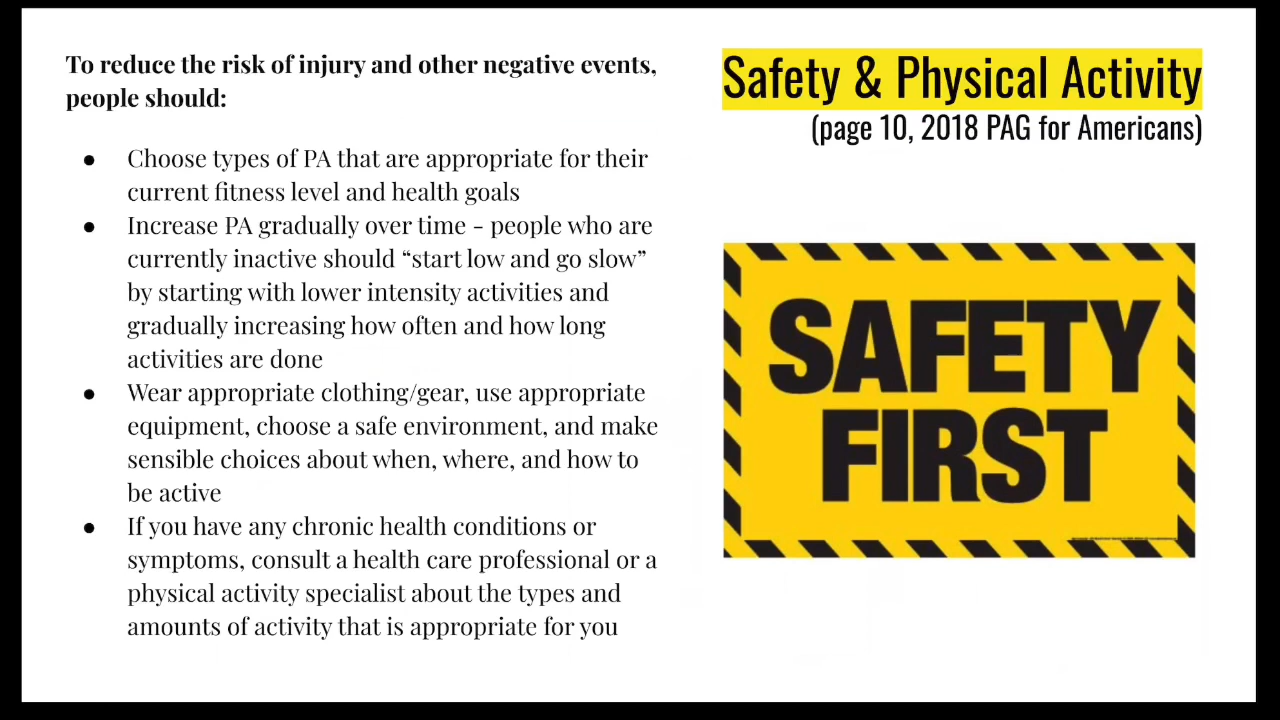 To reduce the risk of injury and other negative events,
people should:
● Choose types of PA that are appropriate for their
current fitness level and health goals
● Increase PA gradually over time - people who are
currently inactive should “start low and go slow”
by starting with lower intensity activities and
gradually increasing how often and how long
activities are done
● Wear appropriate clothing/gear, use appropriate
equipment, choose a safe environment, and make
sensible choices about when, where, and how to
be active
● If you have any chronic health conditions or
symptoms, consult a health care professional or a
physical activity specialist about the types and
amounts of activity that is appropriate for you
Safety & Physical Activity
(page 10, 2018 PAG for Americans)
SAFETY
FIRST